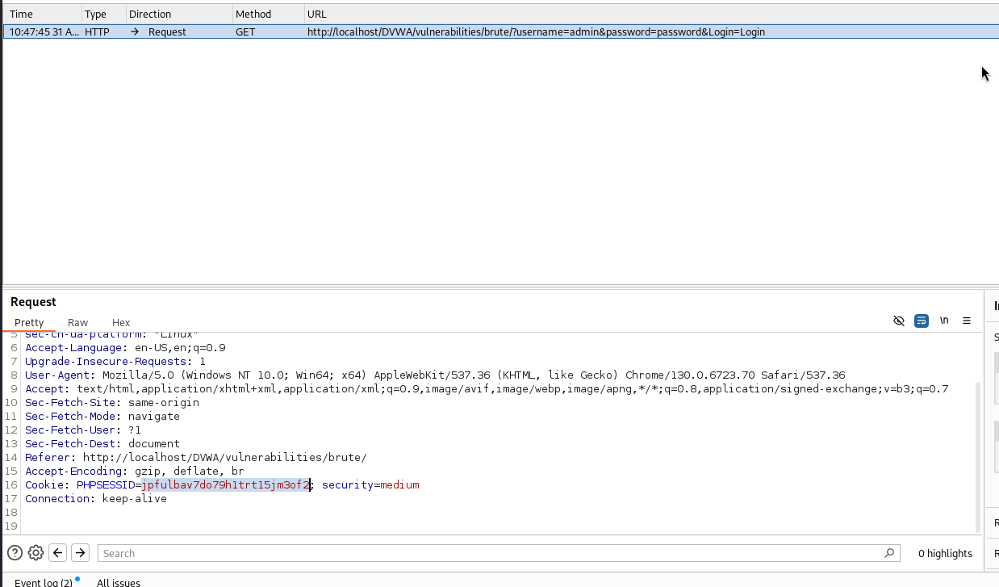 Time Type Direction Method URL
10:47:45 31 A... HTTP → Request GET http://localhost/DVWA/vulnerabilities/brute/?username=admin&password=password&Login=Login
Request
Pretty Raw Hex \n
5 sec-ch-ua-platform: "Linux"
6 Accept-Language: en-US,en;q=0.9
7 Upgrade-Insecure-Requests: 1
8 User-Agent: Mozilla/5.0 (Windows NT 10.0; Win64; x64) AppleWebKit/537.36 (KHTML, like Gecko) Chrome/130.0.6723.70 Safari/537.36
9 Accept: text/html,application/xhtml+xml,application/xml;q=0.9,image/avif,image/webp,image/apng,*/*;q=0.8,application/signed-exchange;v=b3;q=0.7
10 Sec-Fetch-Site: same-origin
11 Sec-Fetch-Mode: navigate
12 Sec-Fetch-User: ?1
13 Sec-Fetch-Dest: document
14 Referer: http://localhost/DVWA/vulnerabilities/brute/
15 Accept-Encoding: gzip, deflate, br
16 Cookie: PHPSESSID=jpfulbav7do79h1trt15jm3of2; security=medium
17 Connection: keep-alive
18
19
Search 0 highlights
Event log (2) All issues